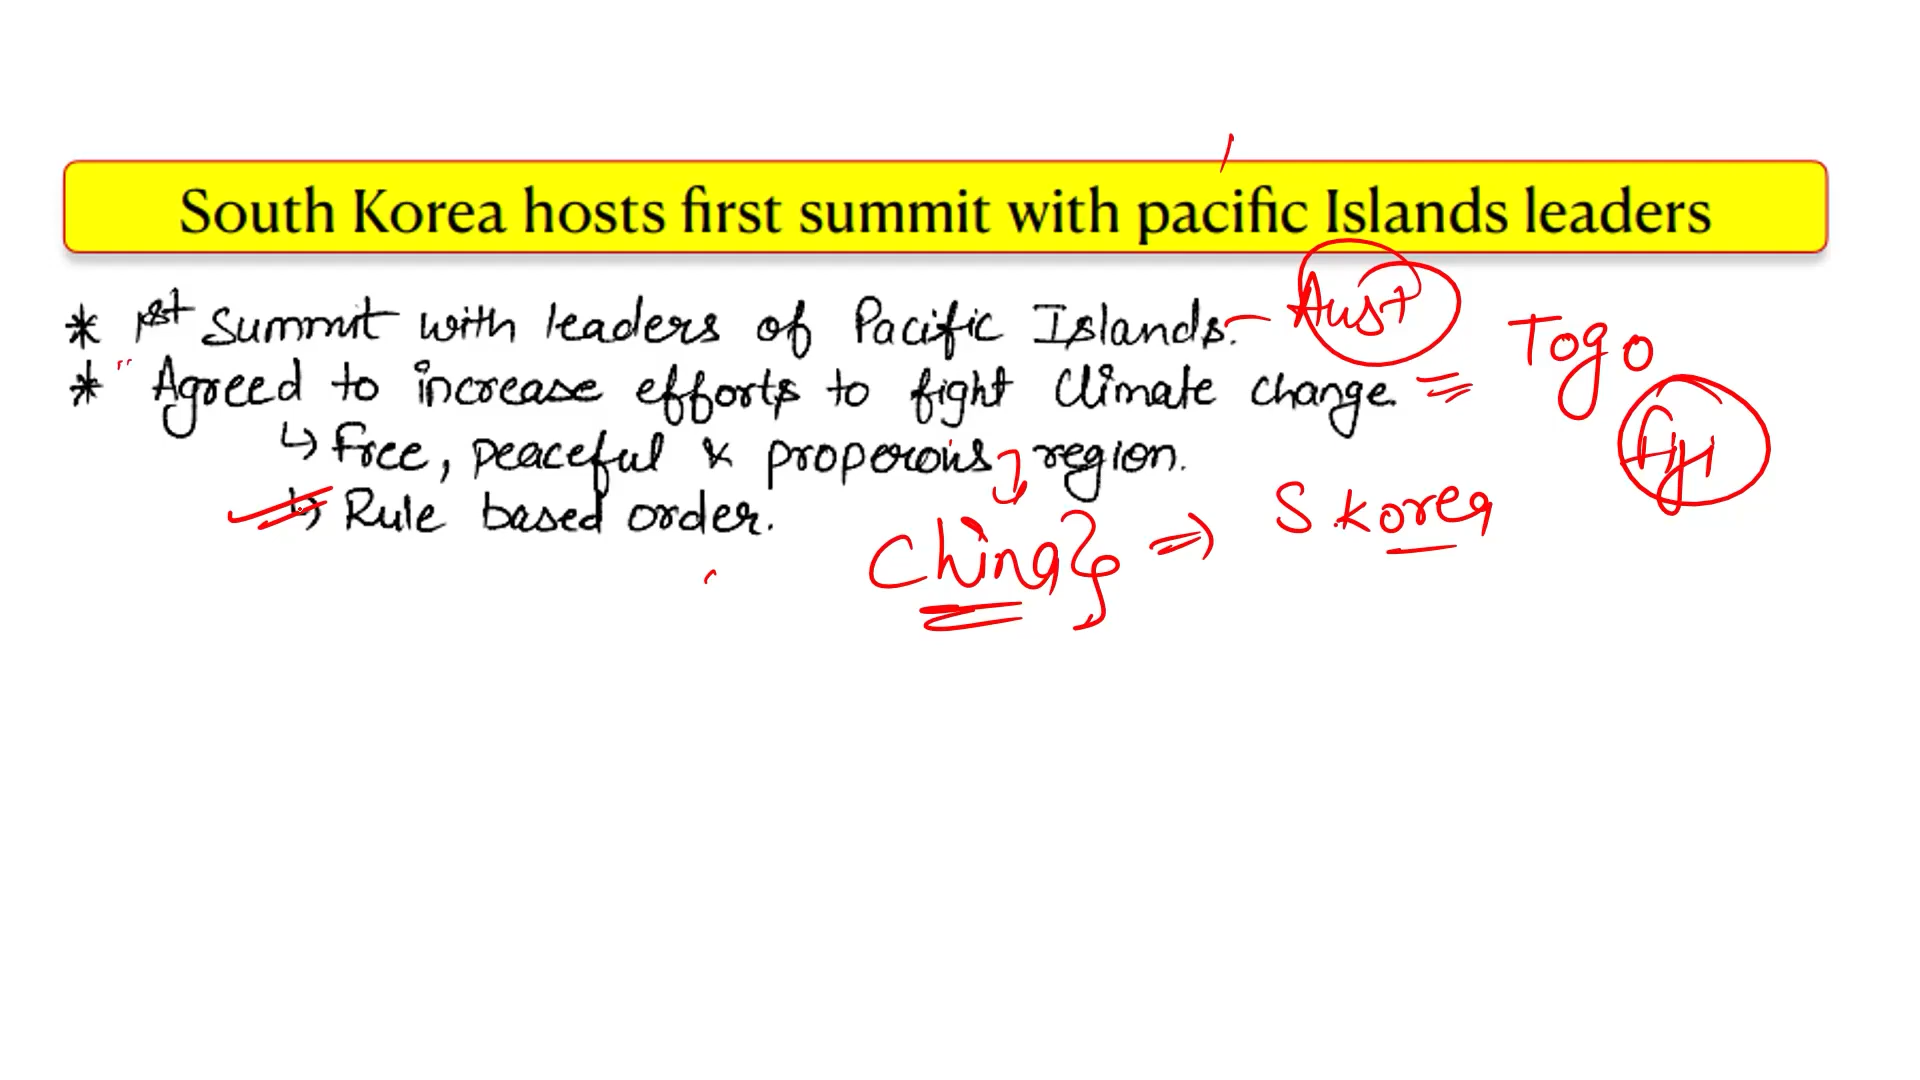 South Korea hosts first summit with pacific Islands leaders
* 1st Summit with leaders of Pacific Islands. - Aust
Togo
* Agreed to increase efforts to fight Climate change.
Fiji
↳ Free, peaceful & properous region.
↳ Rule based order.
China → S.korea